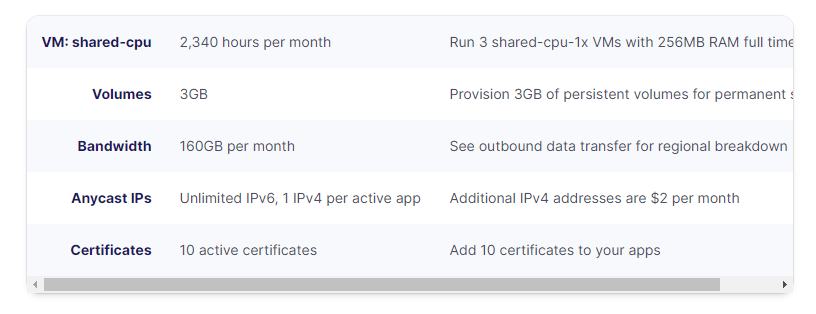 VM: shared-cpu 2,340 hours per month Run 3 shared-cpu-1x VMs with 256MB RAM full time
Volumes 3GB Provision 3GB of persistent volumes for permanent
Bandwidth 160GB per month See outbound data transfer for regional breakdown
Anycast IPs Unlimited IPv6, 1 IPv4 per active app Additional IPv4 addresses are $2 per month
Certificates 10 active certificates Add 10 certificates to your apps